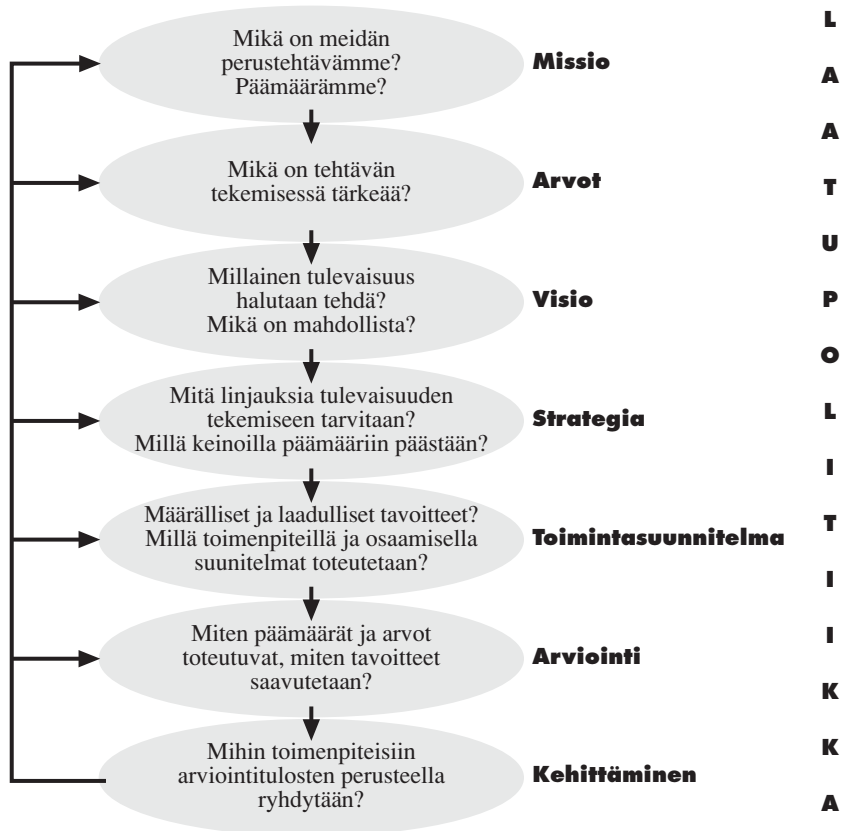 Mikä on meidän
perustehtävämme?
Päämäärämme?
Missio
Mikä on tehtävän
tekemisessä tärkeää?
Arvot
Millainen tulevaisuus
halutaan tehdä?
Mikä on mahdollista?
Visio
Mitä linjauksia tulevaisuuden
tekemiseen tarvitaan?
Millä keinoilla päämääriin päästään?
Strategia
Määrälliset ja laadulliset tavoitteet?
Millä toimenpiteillä ja osaamisella
suunitelmat toteutetaan?
Toimintasuunnitelma
Miten päämäärät ja arvot
toteutuvat, miten tavoitteet
saavutetaan?
Arviointi
Mihin toimenpiteisiin
arviointitulosten perusteella
ryhdytään?
Kehittäminen
L
A
A
T
U
P
O
L
I
T
I
I
K
K
A